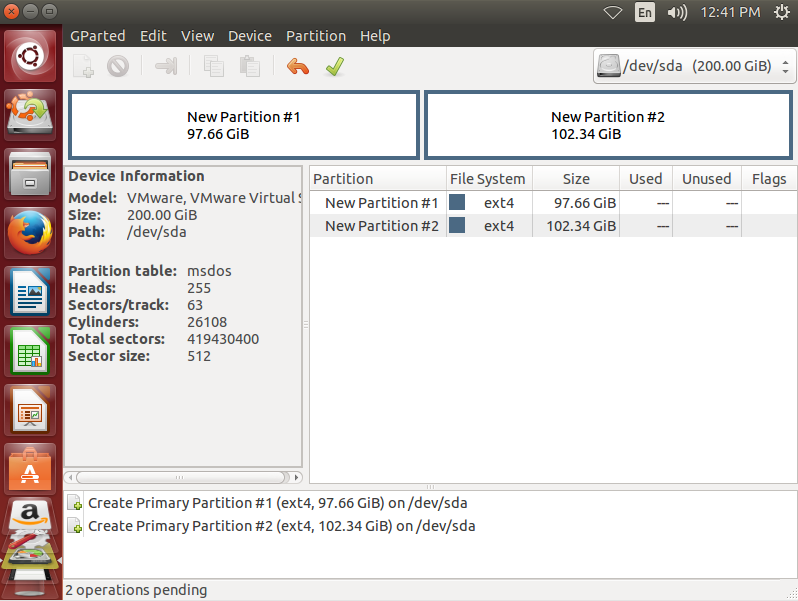 En 12:41 PM
GParted Edit View Device Partition Help
/dev/sda (200.00 GiB)
New Partition #1
97.66 GiB
New Partition #2
102.34 GiB
Device Information
Model: VMware, VMware Virtual S
Size: 200.00 GiB
Path: /dev/sda
Partition table: msdos
Heads: 255
Sectors/track: 63
Cylinders: 26108
Total sectors: 419430400
Sector size: 512
Partition File System Size Used Unused Flags
New Partition #1 ext4 97.66 GiB --- ---
New Partition #2 ext4 102.34 GiB --- ---
Create Primary Partition #1 (ext4, 97.66 GiB) on /dev/sda
Create Primary Partition #2 (ext4, 102.34 GiB) on /dev/sda
2 operations pending
A
a